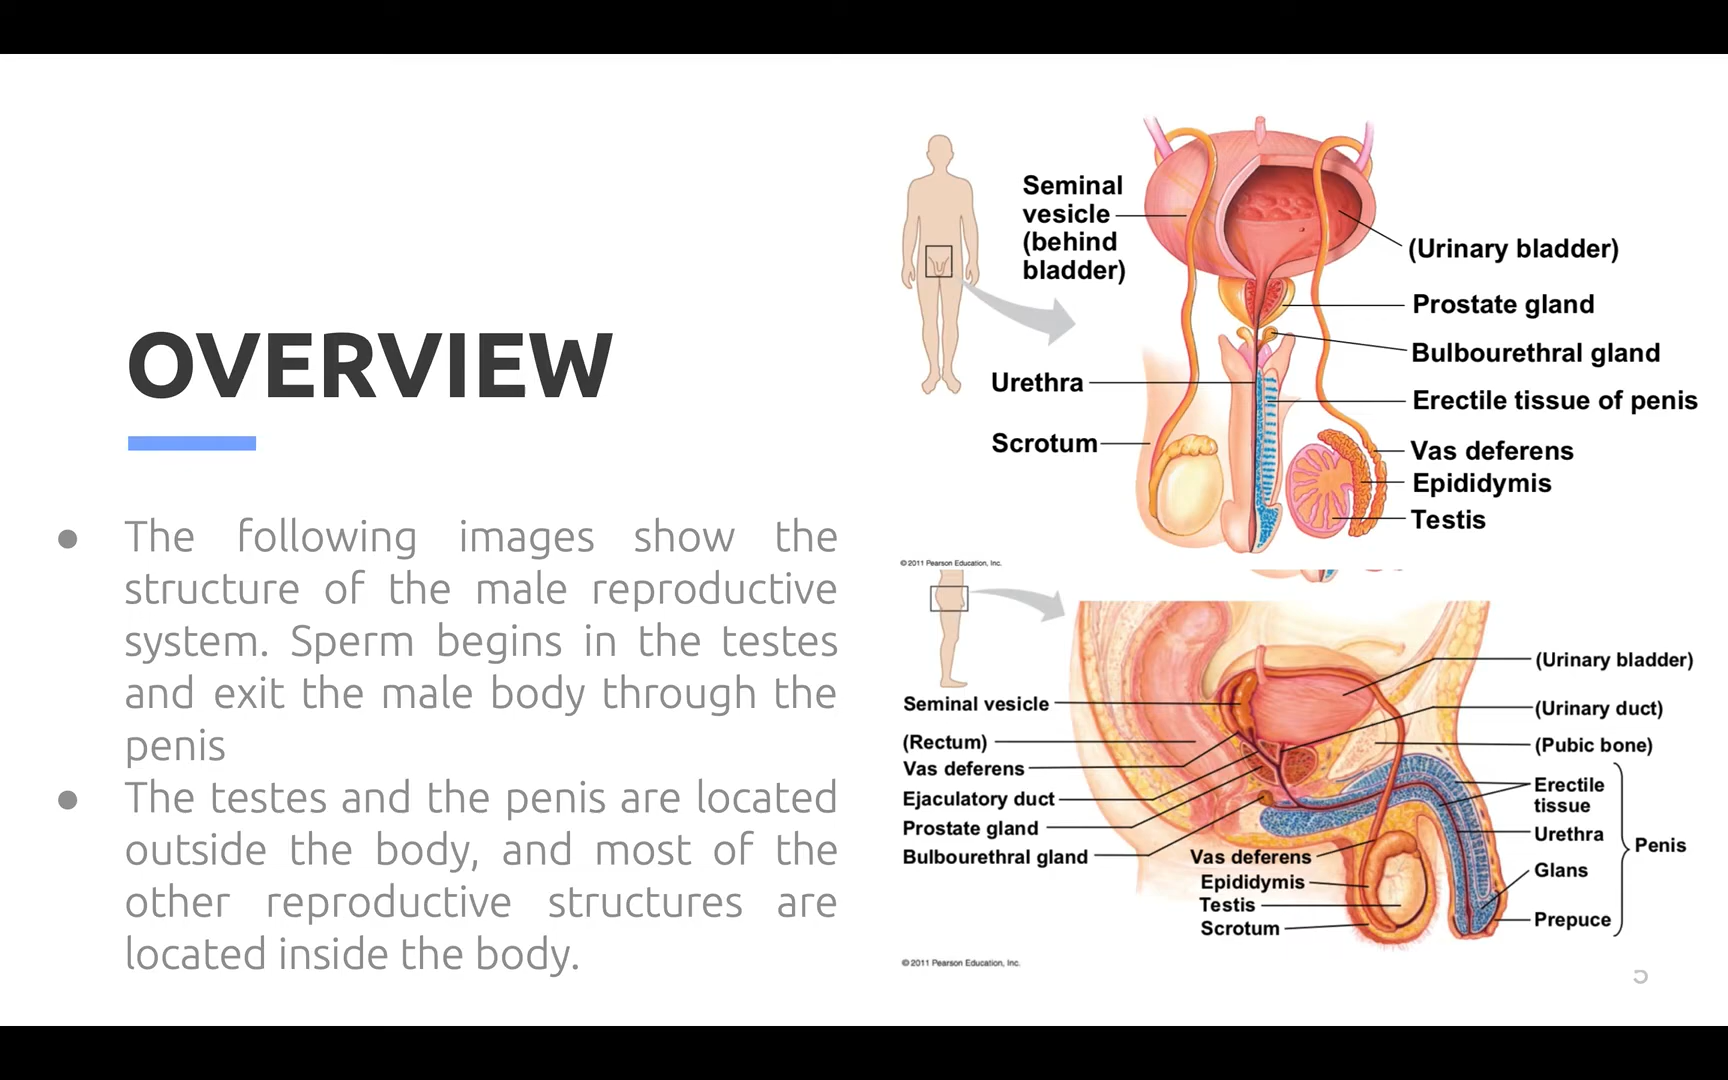 OVERVIEW
● The following images show the
structure of the male reproductive
system. Sperm begins in the testes
and exit the male body through the
penis
● The testes and the penis are located
outside the body, and most of the
other reproductive structures are
located inside the body.
Seminal
vesicle
(behind
bladder)
Urethra
Scrotum
(Urinary bladder)
Prostate gland
Bulbourethral gland
Erectile tissue of penis
Vas deferens
Epididymis
Testis
© 2011 Pearson Education, Inc.
Seminal vesicle
(Rectum)
Vas deferens
Ejaculatory duct
Prostate gland
Bulbourethral gland
Vas deferens
Epididymis
Testis
Scrotum
(Urinary bladder)
(Urinary duct)
(Pubic bone)
Erectile
tissue
Urethra
Glans
Prepuce
Penis
© 2011 Pearson Education, Inc.